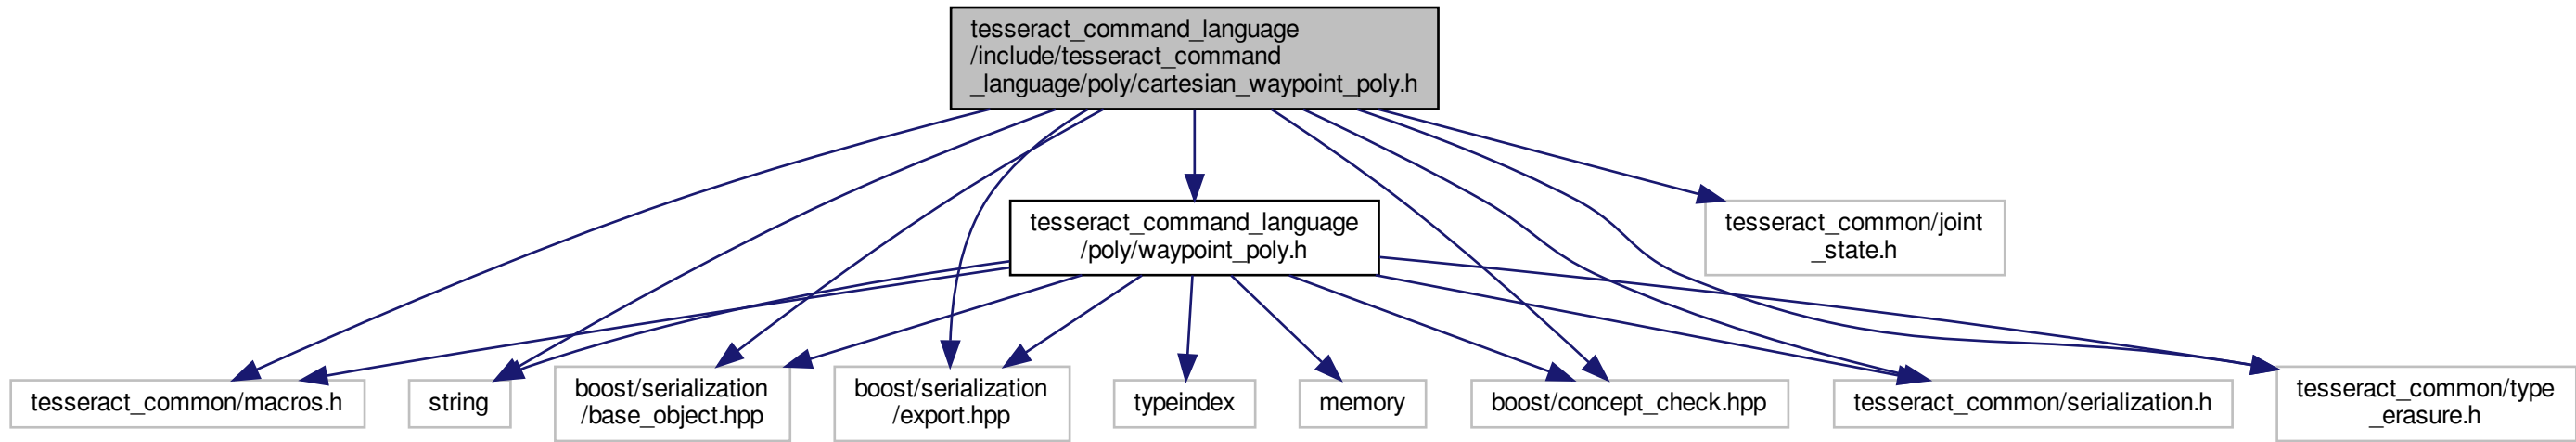 tesseract_command_language
/include/tesseract_command
_language/poly/cartesian_waypoint_poly.h
tesseract_command_language
/poly/waypoint_poly.h
tesseract_common/joint
_state.h
tesseract_common/macros.h
string
boost/serialization
/base_object.hpp
boost/serialization
/export.hpp
typeindex
memory
boost/concept_check.hpp
tesseract_common/serialization.h
tesseract_common/type
_erasure.h